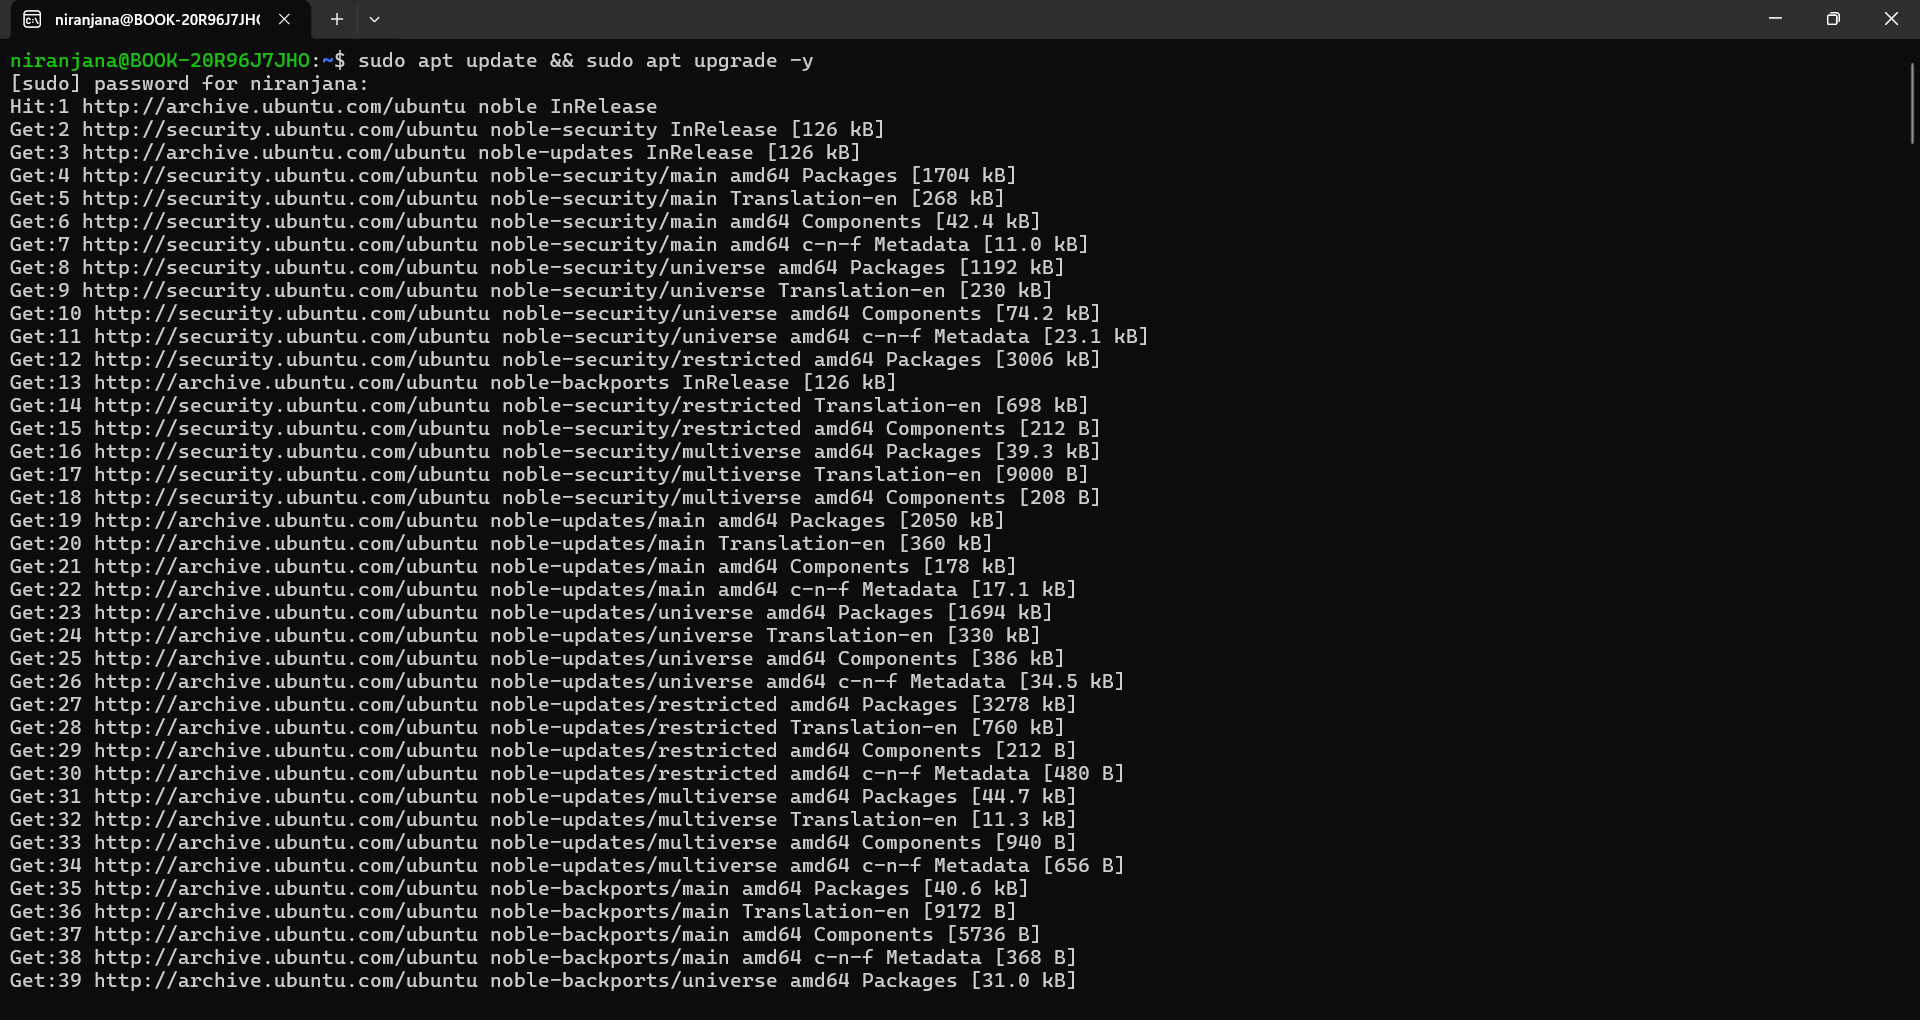 niranjana@BOOK-20R96J7JH
niranjana@BOOK-20R96J7JHO:~$ sudo apt update && sudo apt upgrade -y
[sudo] password for niranjana:
Hit:1 http://archive.ubuntu.com/ubuntu noble InRelease
Get:2 http://security.ubuntu.com/ubuntu noble-security InRelease [126 kB]
Get:3 http://archive.ubuntu.com/ubuntu noble-updates InRelease [126 kB]
Get:4 http://security.ubuntu.com/ubuntu noble-security/main amd64 Packages [1704 kB]
Get:5 http://security.ubuntu.com/ubuntu noble-security/main Translation-en [268 kB]
Get:6 http://security.ubuntu.com/ubuntu noble-security/main amd64 Components [42.4 kB]
Get:7 http://security.ubuntu.com/ubuntu noble-security/main amd64 c-n-f Metadata [11.0 kB]
Get:8 http://security.ubuntu.com/ubuntu noble-security/universe amd64 Packages [1192 kB]
Get:9 http://security.ubuntu.com/ubuntu noble-security/universe Translation-en [230 kB]
Get:10 http://security.ubuntu.com/ubuntu noble-security/universe amd64 Components [74.2 kB]
Get:11 http://security.ubuntu.com/ubuntu noble-security/universe amd64 c-n-f Metadata [23.1 kB]
Get:12 http://security.ubuntu.com/ubuntu noble-security/restricted amd64 Packages [3006 kB]
Get:13 http://archive.ubuntu.com/ubuntu noble-backports InRelease [126 kB]
Get:14 http://security.ubuntu.com/ubuntu noble-security/restricted Translation-en [698 kB]
Get:15 http://security.ubuntu.com/ubuntu noble-security/restricted amd64 Components [212 B]
Get:16 http://security.ubuntu.com/ubuntu noble-security/multiverse amd64 Packages [39.3 kB]
Get:17 http://security.ubuntu.com/ubuntu noble-security/multiverse Translation-en [9000 B]
Get:18 http://security.ubuntu.com/ubuntu noble-security/multiverse amd64 Components [208 B]
Get:19 http://archive.ubuntu.com/ubuntu noble-updates/main amd64 Packages [2050 kB]
Get:20 http://archive.ubuntu.com/ubuntu noble-updates/main Translation-en [360 kB]
Get:21 http://archive.ubuntu.com/ubuntu noble-updates/main amd64 Components [178 kB]
Get:22 http://archive.ubuntu.com/ubuntu noble-updates/main amd64 c-n-f Metadata [17.1 kB]
Get:23 http://archive.ubuntu.com/ubuntu noble-updates/universe amd64 Packages [1694 kB]
Get:24 http://archive.ubuntu.com/ubuntu noble-updates/universe Translation-en [330 kB]
Get:25 http://archive.ubuntu.com/ubuntu noble-updates/universe amd64 Components [386 kB]
Get:26 http://archive.ubuntu.com/ubuntu noble-updates/universe amd64 c-n-f Metadata [34.5 kB]
Get:27 http://archive.ubuntu.com/ubuntu noble-updates/restricted amd64 Packages [3278 kB]
Get:28 http://archive.ubuntu.com/ubuntu noble-updates/restricted Translation-en [760 kB]
Get:29 http://archive.ubuntu.com/ubuntu noble-updates/restricted amd64 Components [212 B]
Get:30 http://archive.ubuntu.com/ubuntu noble-updates/restricted amd64 c-n-f Metadata [480 B]
Get:31 http://archive.ubuntu.com/ubuntu noble-updates/multiverse amd64 Packages [44.7 kB]
Get:32 http://archive.ubuntu.com/ubuntu noble-updates/multiverse Translation-en [11.3 kB]
Get:33 http://archive.ubuntu.com/ubuntu noble-updates/multiverse amd64 Components [940 B]
Get:34 http://archive.ubuntu.com/ubuntu noble-updates/multiverse amd64 c-n-f Metadata [656 B]
Get:35 http://archive.ubuntu.com/ubuntu noble-backports/main amd64 Packages [40.6 kB]
Get:36 http://archive.ubuntu.com/ubuntu noble-backports/main Translation-en [9172 B]
Get:37 http://archive.ubuntu.com/ubuntu noble-backports/main amd64 Components [5736 B]
Get:38 http://archive.ubuntu.com/ubuntu noble-backports/main amd64 c-n-f Metadata [368 B]
Get:39 http://archive.ubuntu.com/ubuntu noble-backports/universe amd64 Packages [31.0 kB]